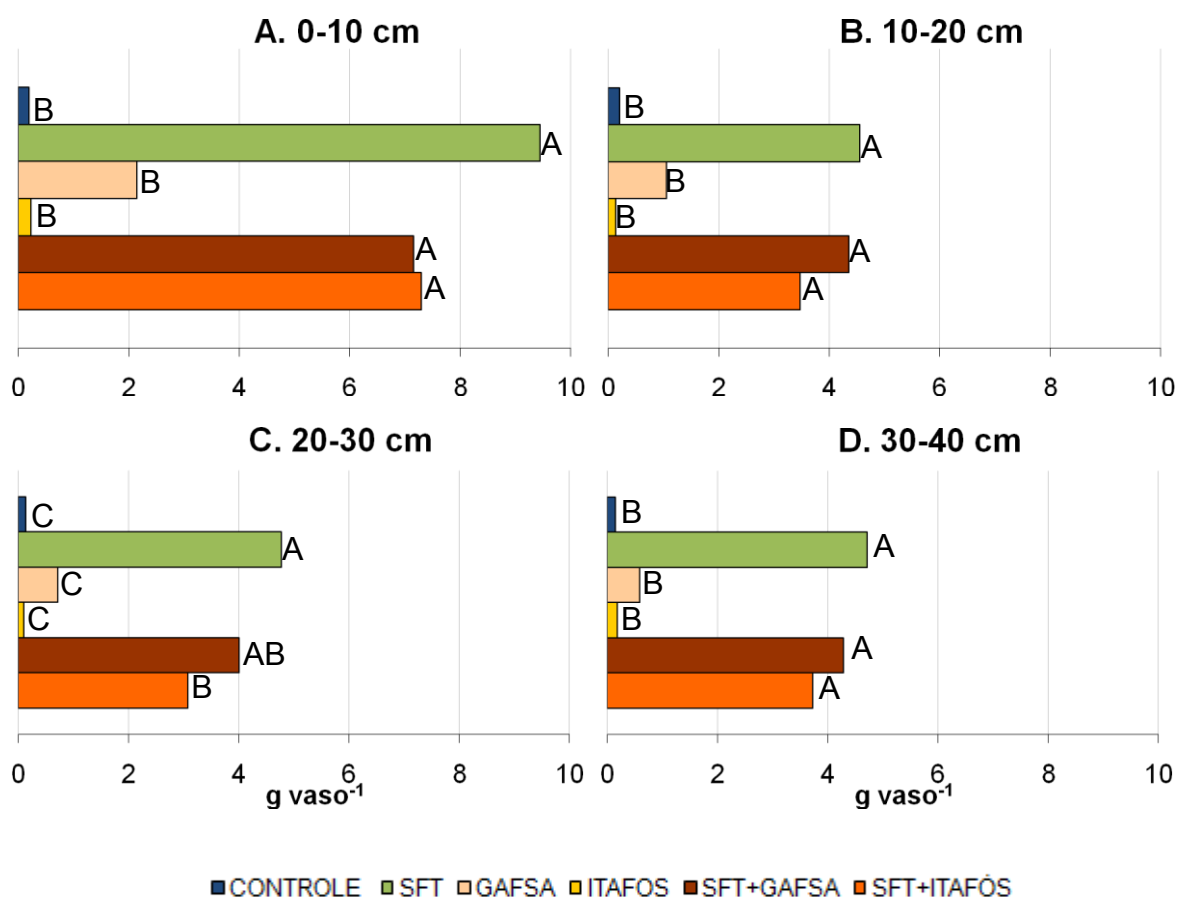 A. 0-10 cm
B
A
B
B
A
A
0 2 4 6 8 10
B. 10-20 cm
B
A
B
B
A
A
0 2 4 6 8 10
C. 20-30 cm
C
A
C
C
AB
B
0 2 4 6 8 10
g vaso⁻¹
D. 30-40 cm
B
A
B
B
A
A
0 2 4 6 8 10
g vaso⁻¹
CONTROLE SFT GAFSA ITAFOS SFT+GAFSA SFT+ITAFÓS